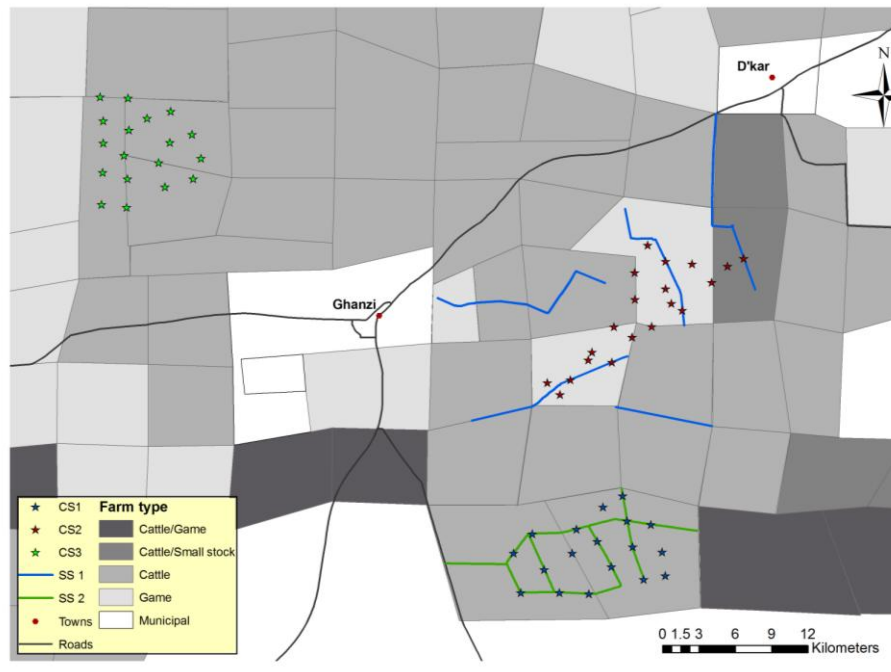 D'kar
N
Ghanzi
CS1
CS2
CS3
SS 1
SS 2
Towns
Roads
Farm type
Cattle/Game
Cattle/Small stock
Cattle
Game
Municipal
0 1.5 3 6 9 12
Kilometers